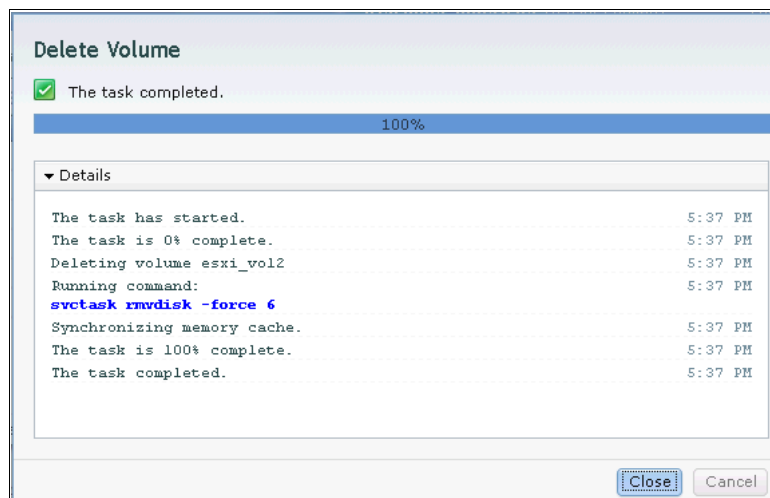 Delete Volume
The task completed.
100%
Details
The task has started. 5:37 PM
The task is 0% complete. 5:37 PM
Deleting volume esxi_vol2 5:37 PM
Running command: 5:37 PM
svctask rmvdisk -force 6
Synchronizing memory cache. 5:37 PM
The task is 100% complete. 5:37 PM
The task completed. 5:37 PM
Close Cancel